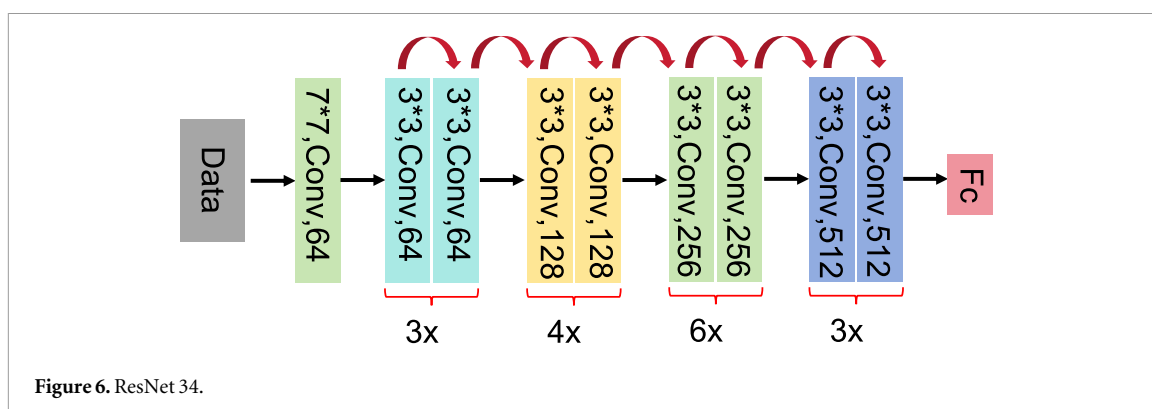 Data
7*7,Conv,64
3*3,Conv,64
3*3,Conv,64
3*3,Conv,128
3*3,Conv,128
3*3,Conv,256
3*3,Conv,256
3*3,Conv,512
3*3,Conv,512
Fc
3x
4x
6x
3x
Figure 6. ResNet 34.